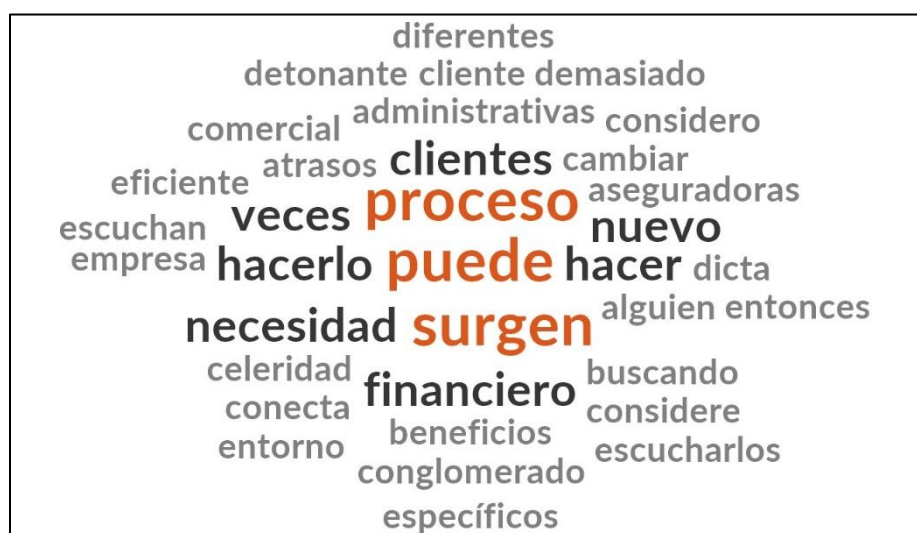 diferentes
detonante cliente demasiado
comercial administrativas considero
eficiente atrasos clientes cambiar
veces proceso aseguradoras
escuchan nuevo
empresa hacerlo puede hacer dicta
necesidad surgen alguien entonces
celeridad financiero buscando
conecta considere
entorno beneficios escucharlos
conglomerado
específicos